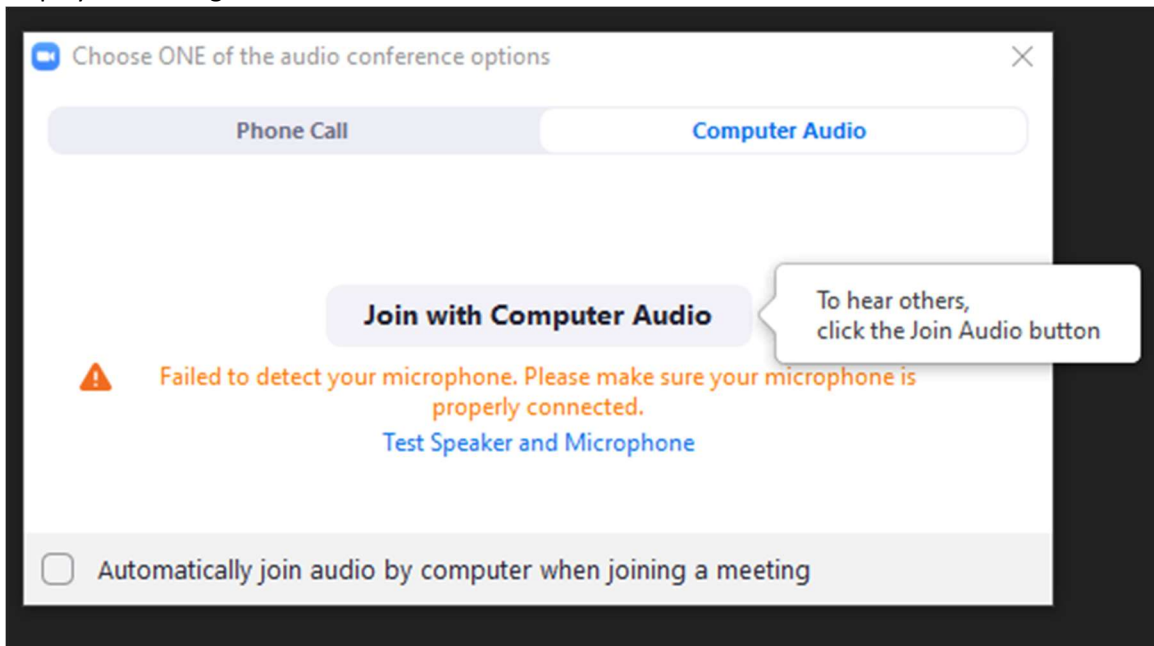 Choose ONE of the audio conference options
Phone Call
Computer Audio
Join with Computer Audio
To hear others,
click the Join Audio button
Failed to detect your microphone. Please make sure your microphone is
properly connected.
Test Speaker and Microphone
Automatically join audio by computer when joining a meeting